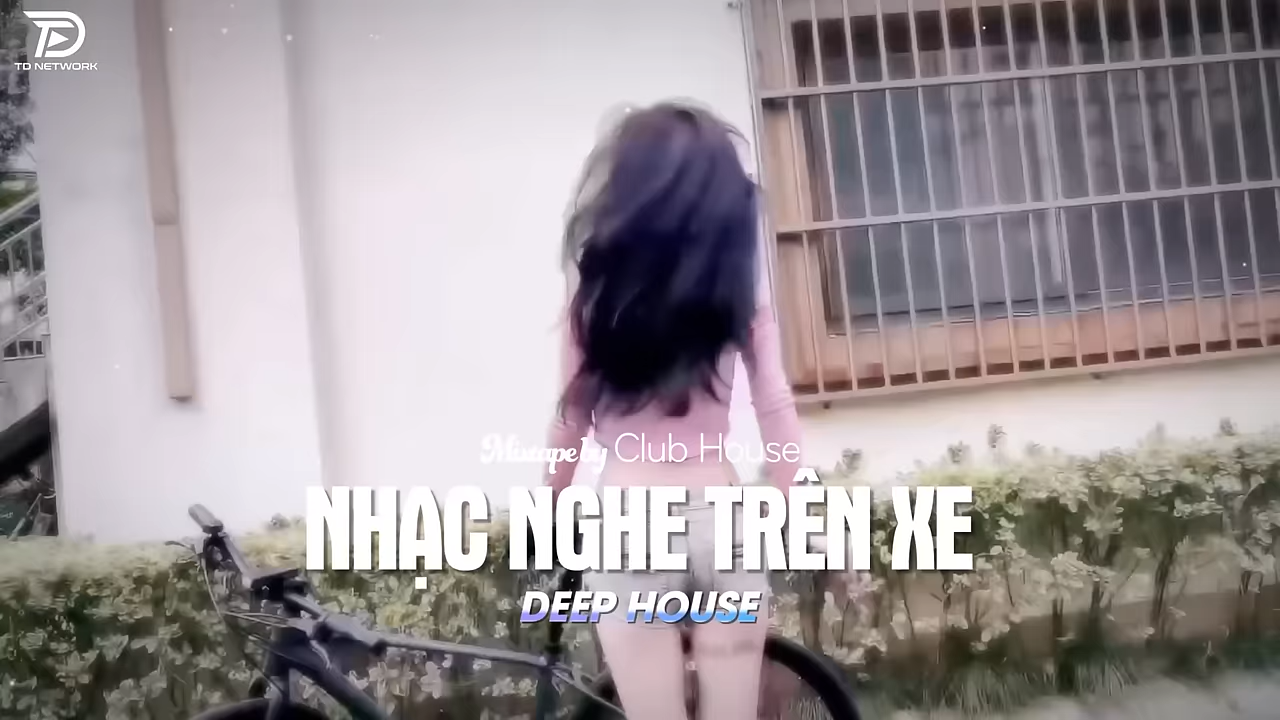 TD NETWORK
Mixtape by Club House
NHẠC NGHE TRÊN XE
DEEP HOUSE